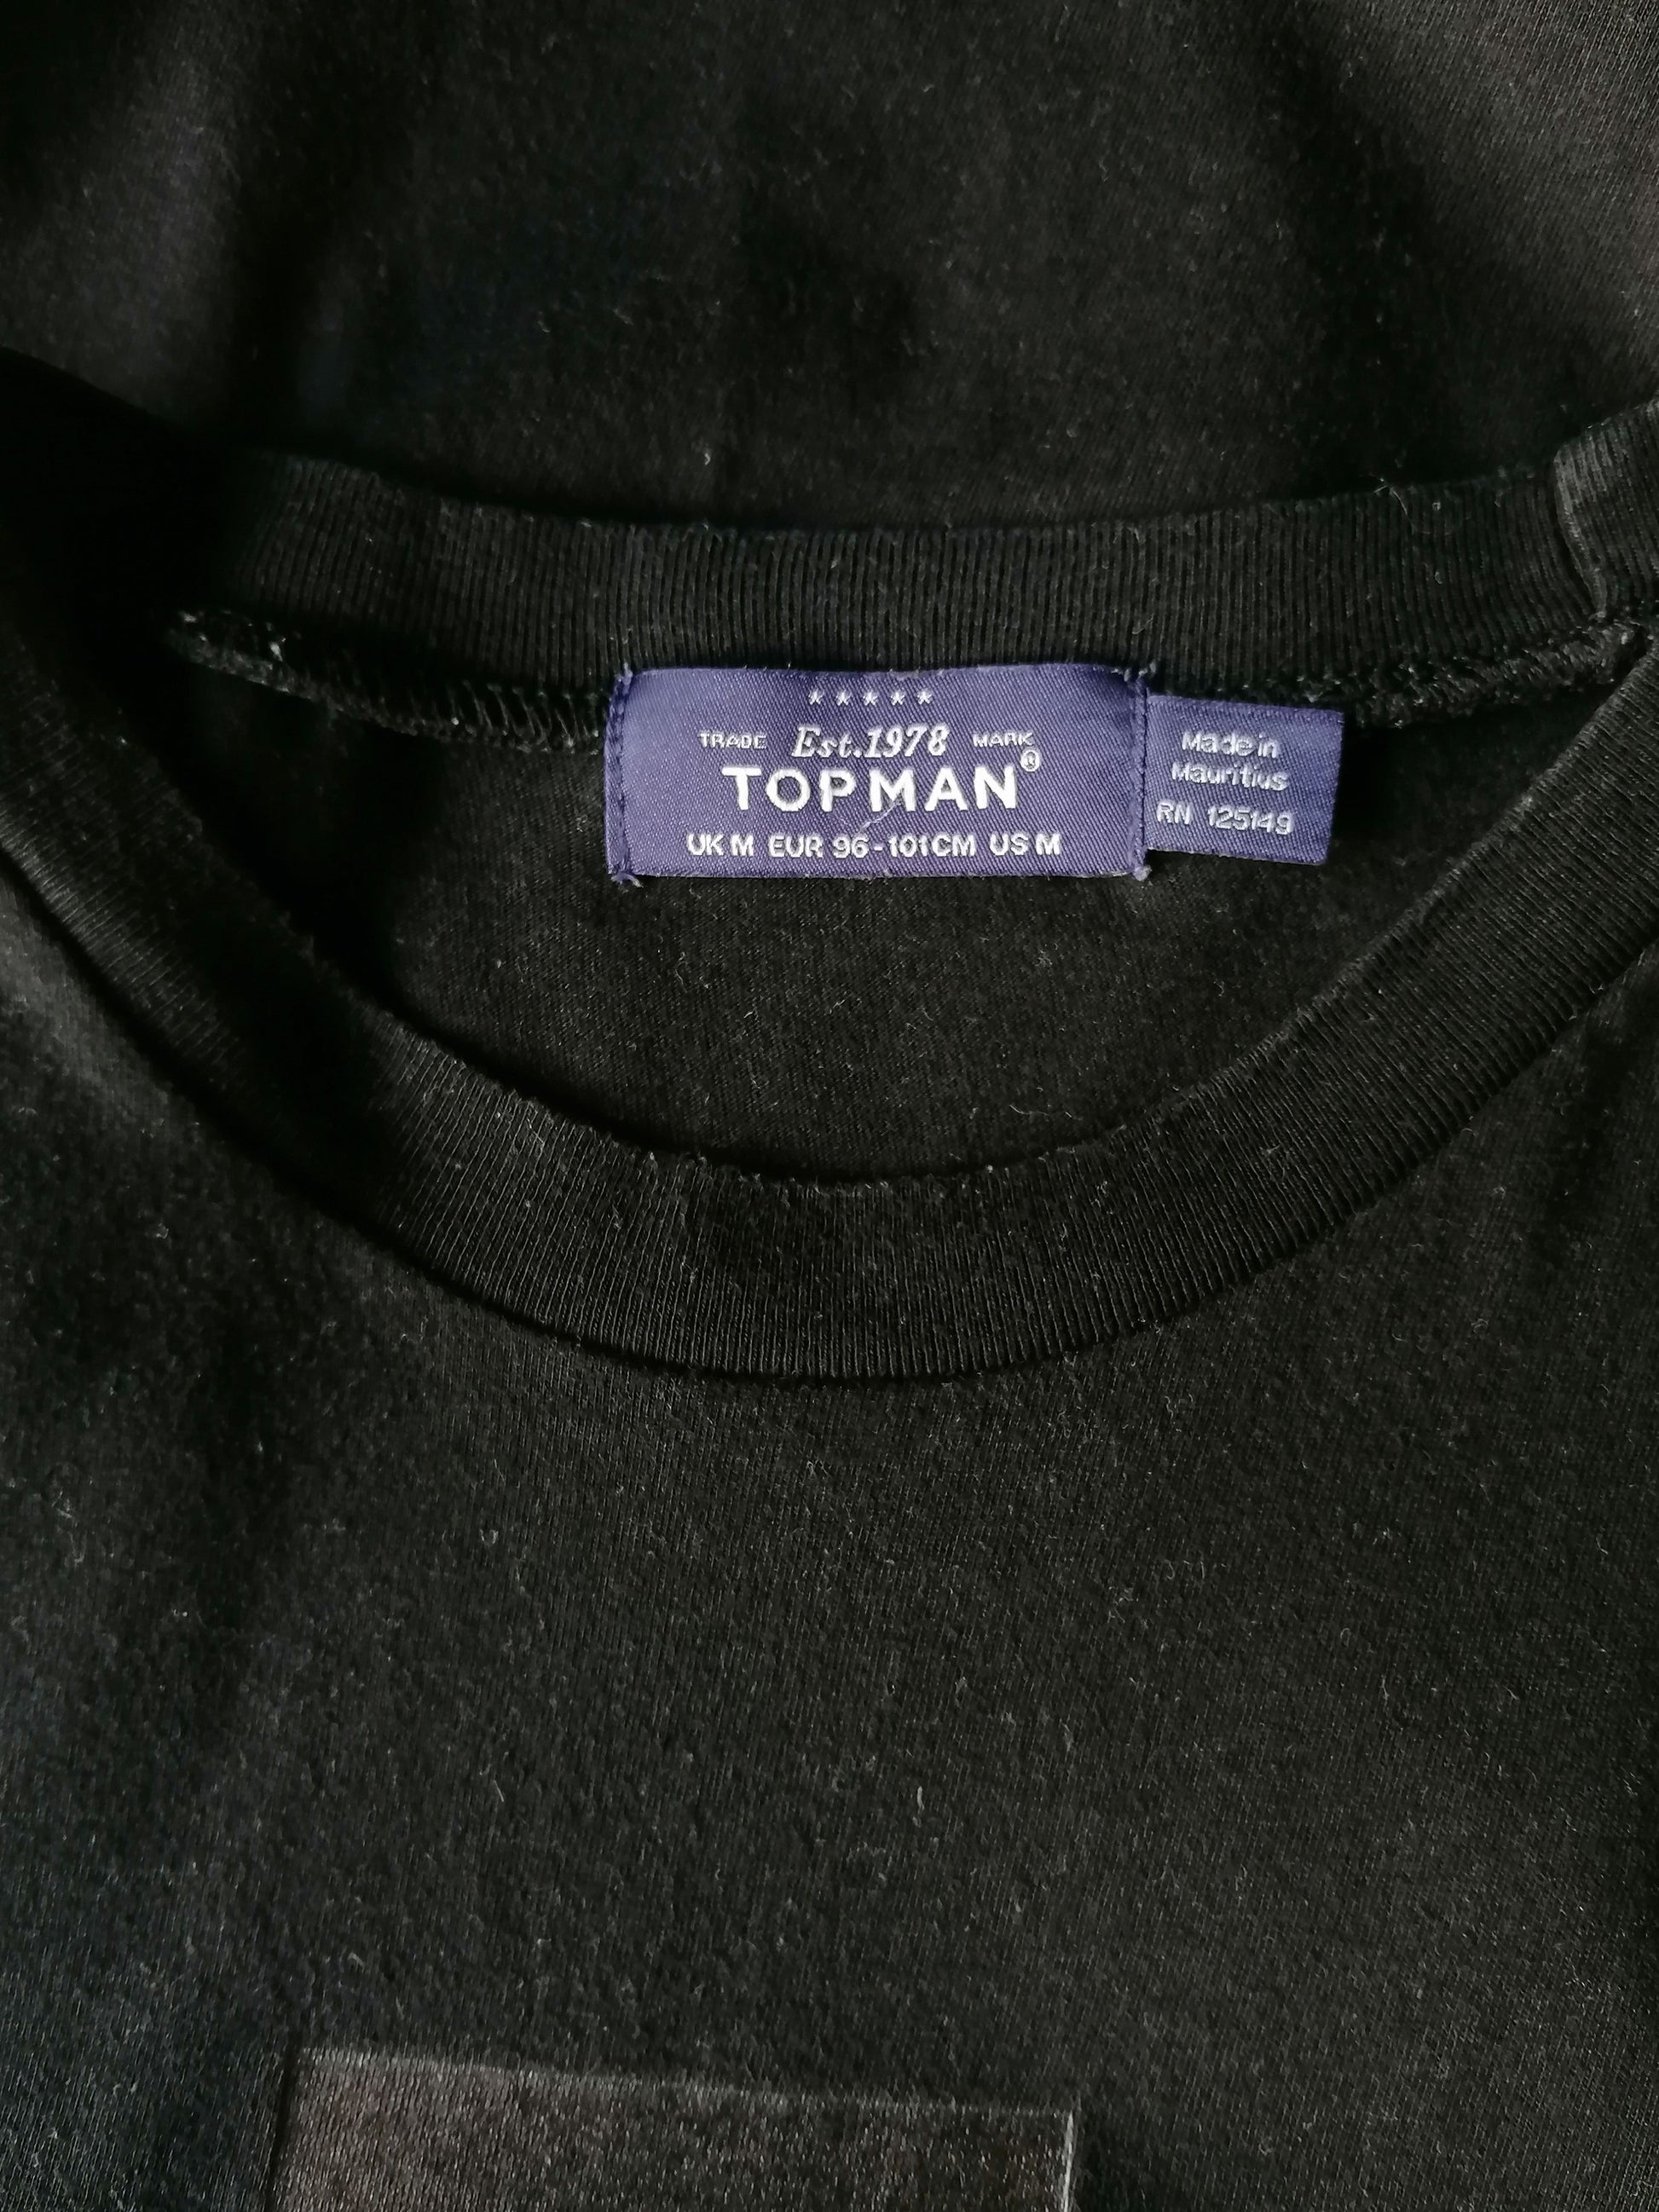 ★★★★★
TRADE Est.1978 MARK
TOPMAN®
UK M EUR 96-101CM US M
Made in
Mauritius
RN 125149